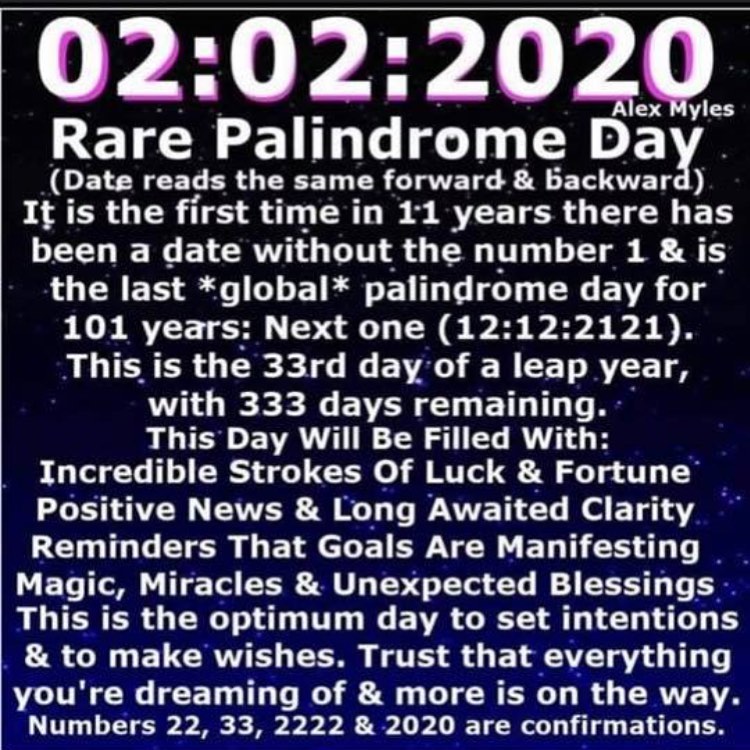 02:02:2020
Alex Myles
Rare Palindrome Day
(Date reads the same forward & backward)
It is the first time in 11 years there has
been a date without the number 1 & is
the last *global* palindrome day for
101 years: Next one (12:12:2121).
This is the 33rd day of a leap year,
with 333 days remaining.
This Day Will Be Filled With:
Incredible Strokes Of Luck & Fortune
Positive News & Long Awaited Clarity
Reminders That Goals Are Manifesting
Magic, Miracles & Unexpected Blessings
This is the optimum day to set intentions
& to make wishes. Trust that everything
you're dreaming of & more is on the way.
Numbers 22, 33, 2222 & 2020 are confirmations.